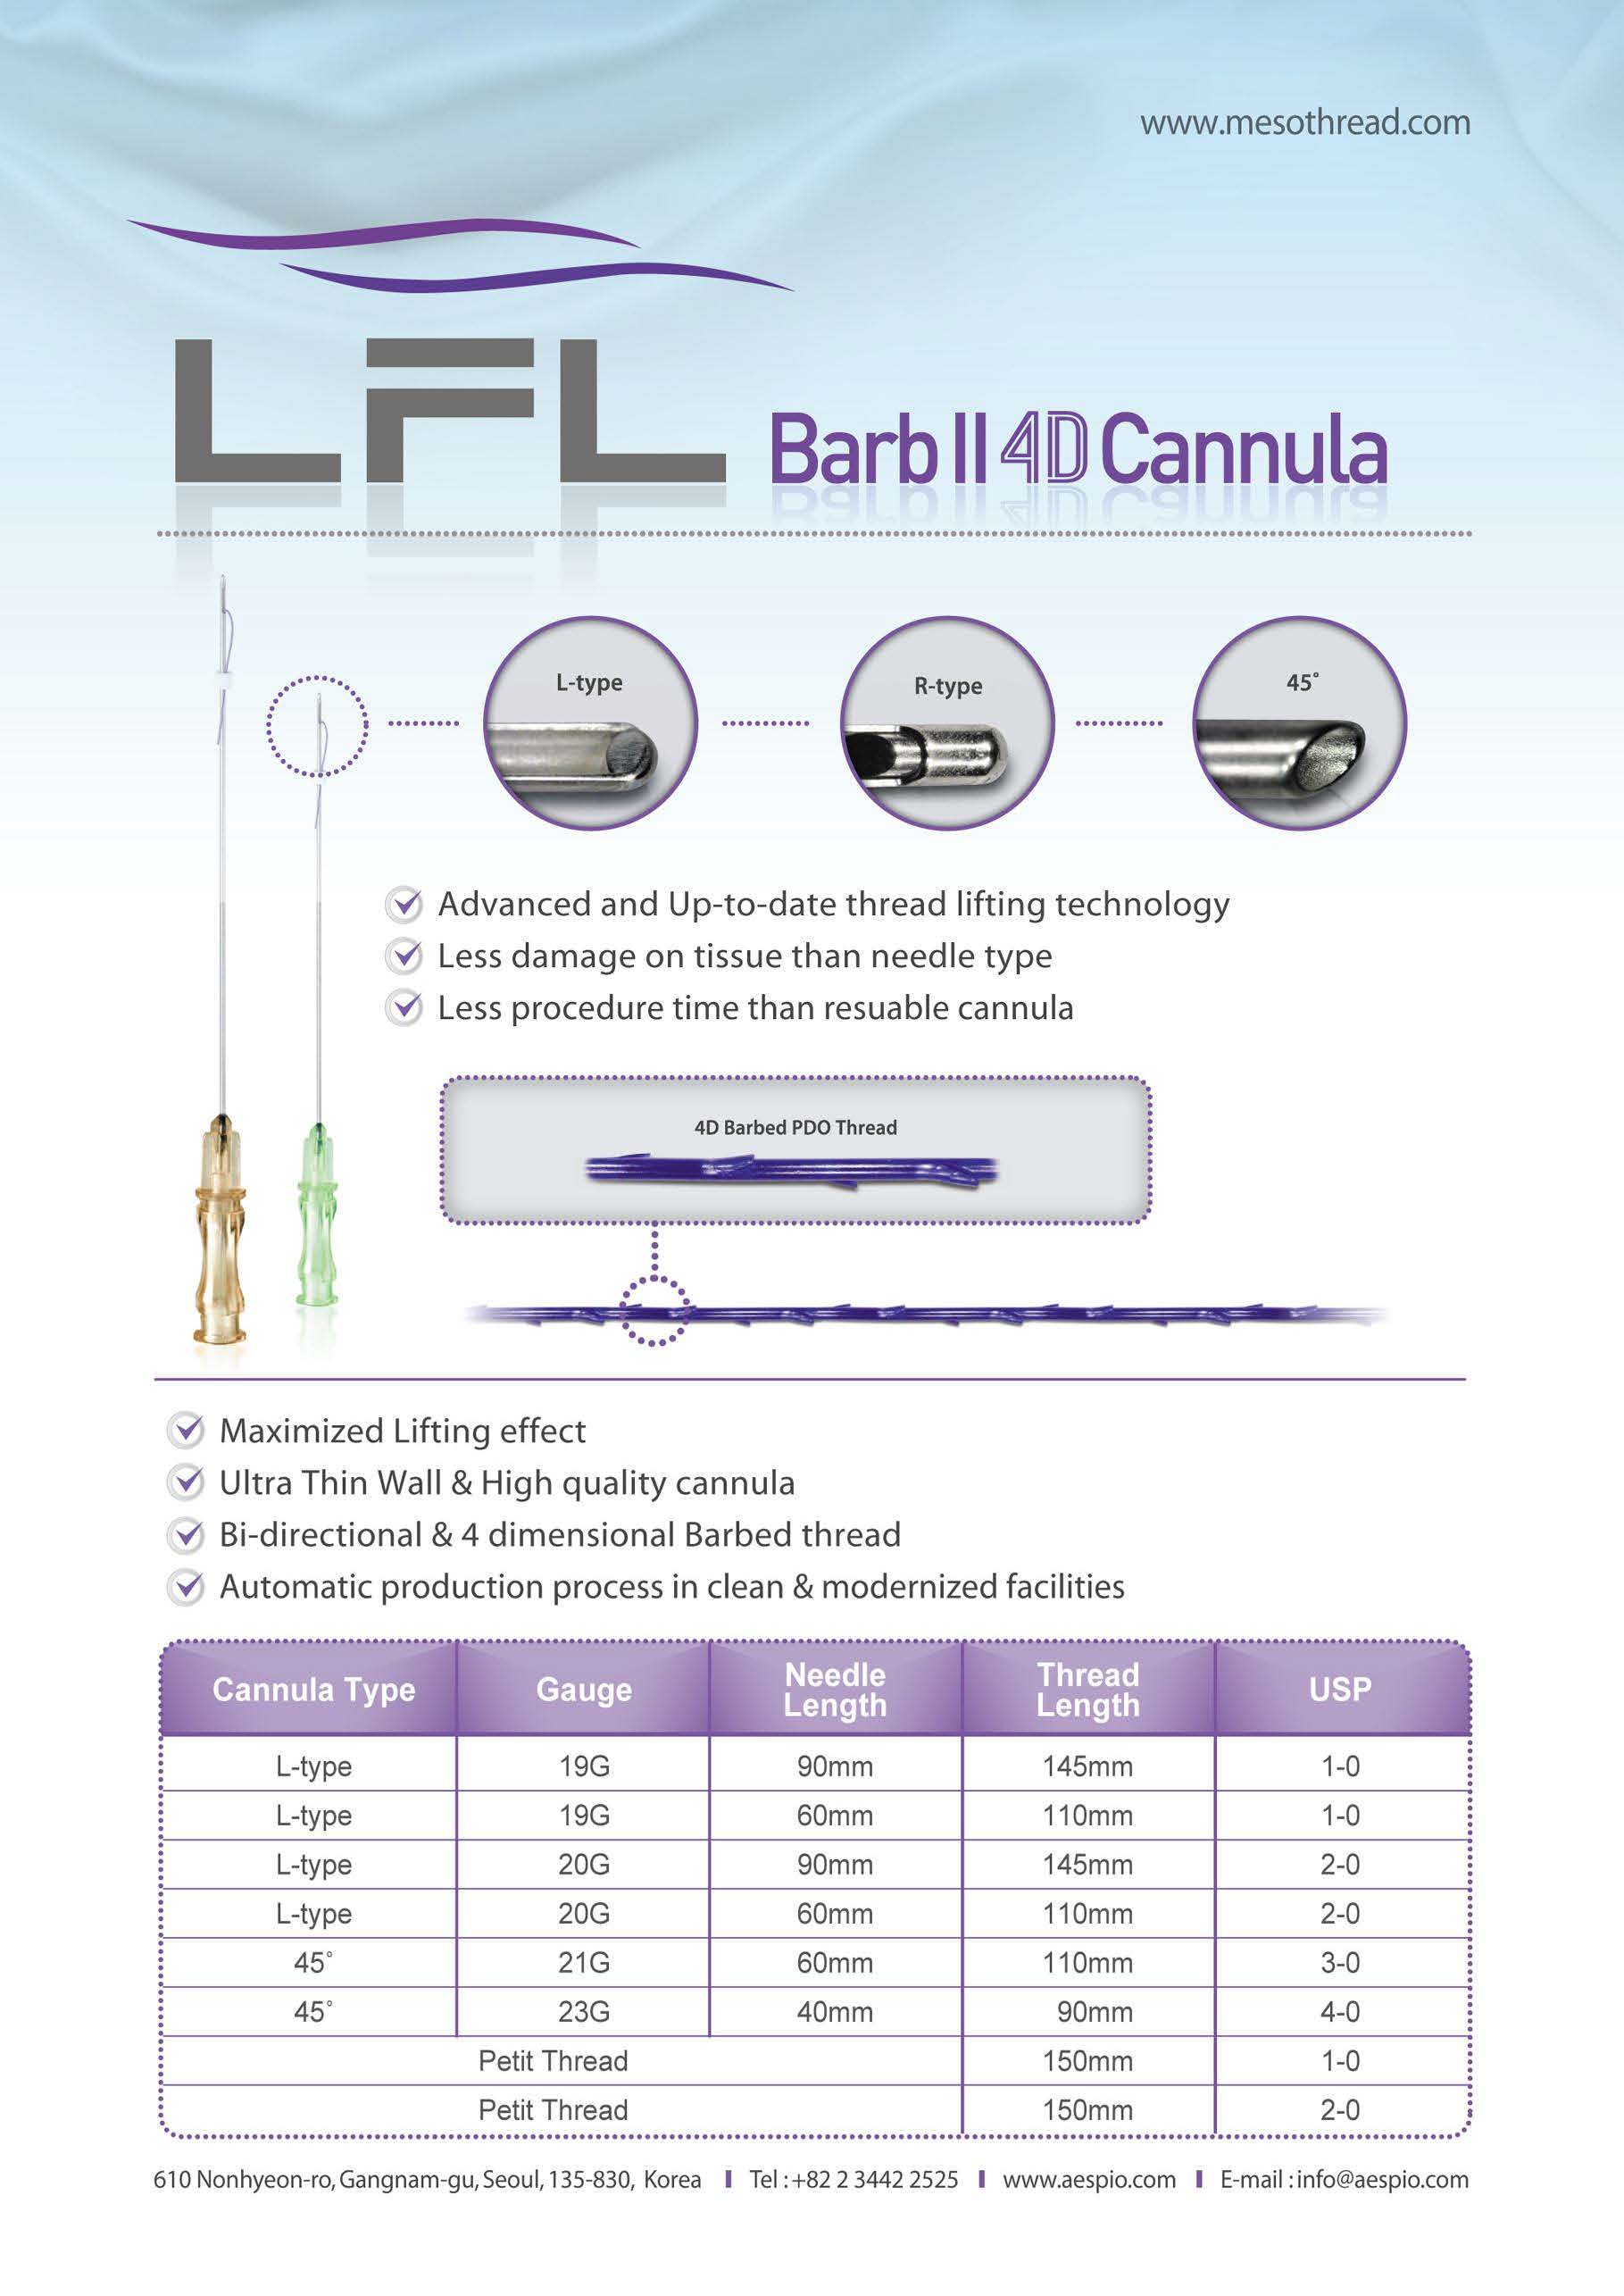 www.mesothread.com
LFL Barb II 4D Cannula
L-type
R-type
45°
Advanced and Up-to-date thread lifting technology
Less damage on tissue than needle type
Less procedure time than resuable cannula
4D Barbed PDO Thread
Maximized Lifting effect
Ultra Thin Wall & High quality cannula
Bi-directional & 4 dimensional Barbed thread
Automatic production process in clean & modernized facilities
Cannula Type Gauge Needle Length Thread Length USP
L-type 19G 90mm 145mm 1-0
L-type 19G 60mm 110mm 1-0
L-type 20G 90mm 145mm 2-0
L-type 20G 60mm 110mm 2-0
45° 21G 60mm 110mm 3-0
45° 23G 40mm 90mm 4-0
Petit Thread 150mm 1-0
Petit Thread 150mm 2-0
610 Nonhyeon-ro, Gangnam-gu, Seoul, 135-830, Korea | Tel : +82 2 3442 2525 | www.aespio.com | E-mail : info@aespio.com